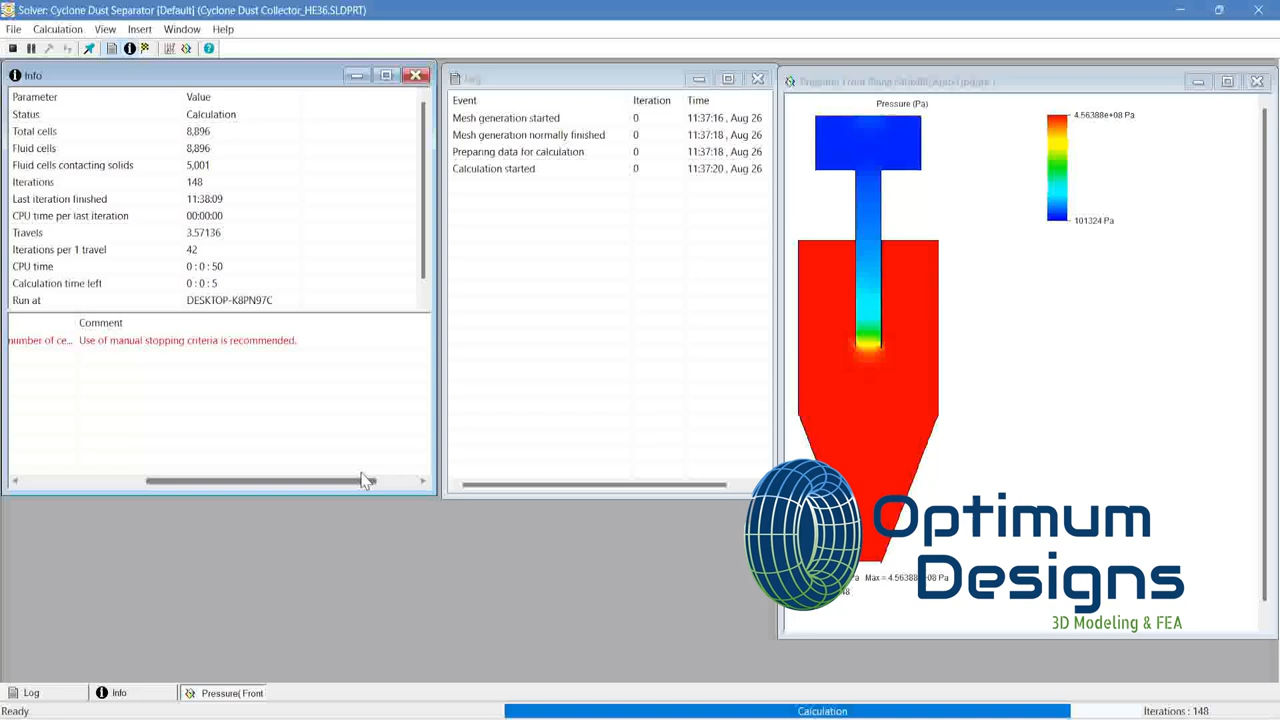 Solver: Cyclone Dust Separator [Default] (Cyclone Dust Collector_HE36.SLDPRT)
File Calculation View Insert Window Help
Info
Parameter Value
Status Calculation
Total cells 8,896
Fluid cells 8,896
Fluid cells contacting solids 5,001
Iterations 148
Last iteration finished 11:38:09
CPU time per last iteration 00:00:00
Travels 3.57136
Iterations per 1 travel 42
CPU time 0 : 0 : 50
Calculation time left 0 : 0 : 5
Run at DESKTOP-K8PN97C
Comment
number of ce... Use of manual stopping criteria is recommended.
Log
Event Iteration Time
Mesh generation started 0 11:37:16 , Aug 26
Mesh generation normally finished 0 11:37:18 , Aug 26
Preparing data for calculation 0 11:37:18 , Aug 26
Calculation started 0 11:37:20 , Aug 26
Pressure (Pa)
4.56388e+08 Pa
101324 Pa
Pa Max = 4.56388e+08 Pa
48
Optimum
Designs
3D Modeling & FEA
Log Info Pressure( Front
Ready. Calculation Iterations : 148